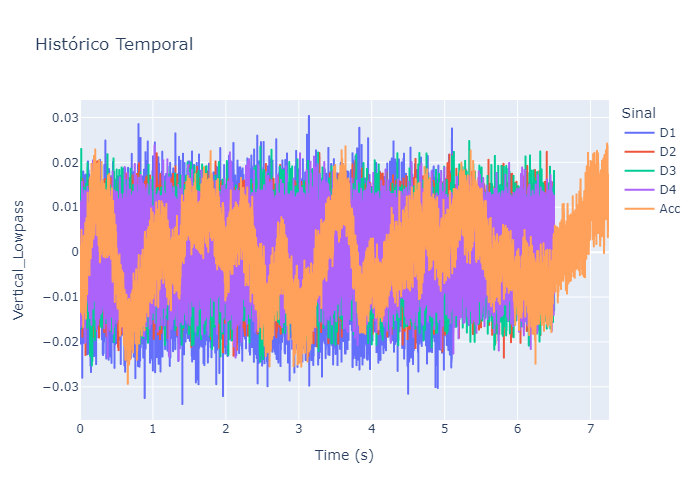 Histórico Temporal
Sinal
D1
D2
D3
D4
Acc
Vertical_Lowpass
0.03
0.02
0.01
0
−0.01
−0.02
−0.03
0 1 2 3 4 5 6 7
Time (s)